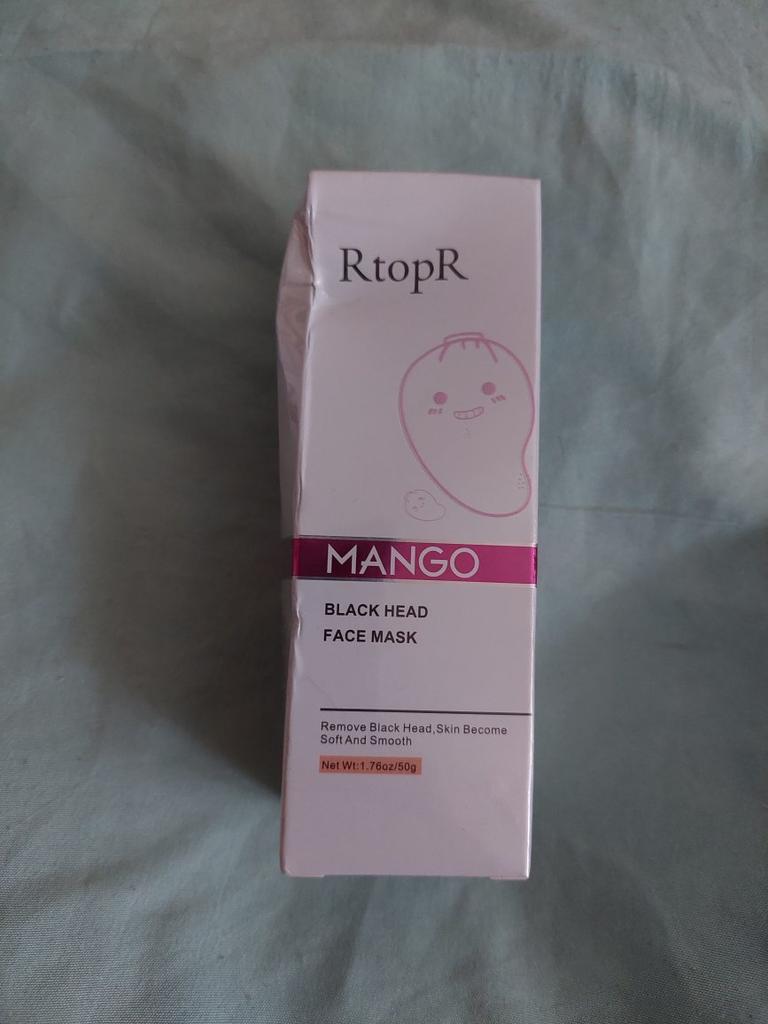 RtopR
MANGO
BLACK HEAD
FACE MASK
Remove Black Head,Skin Become
Soft And Smooth
Net Wt:1.76oz/50g